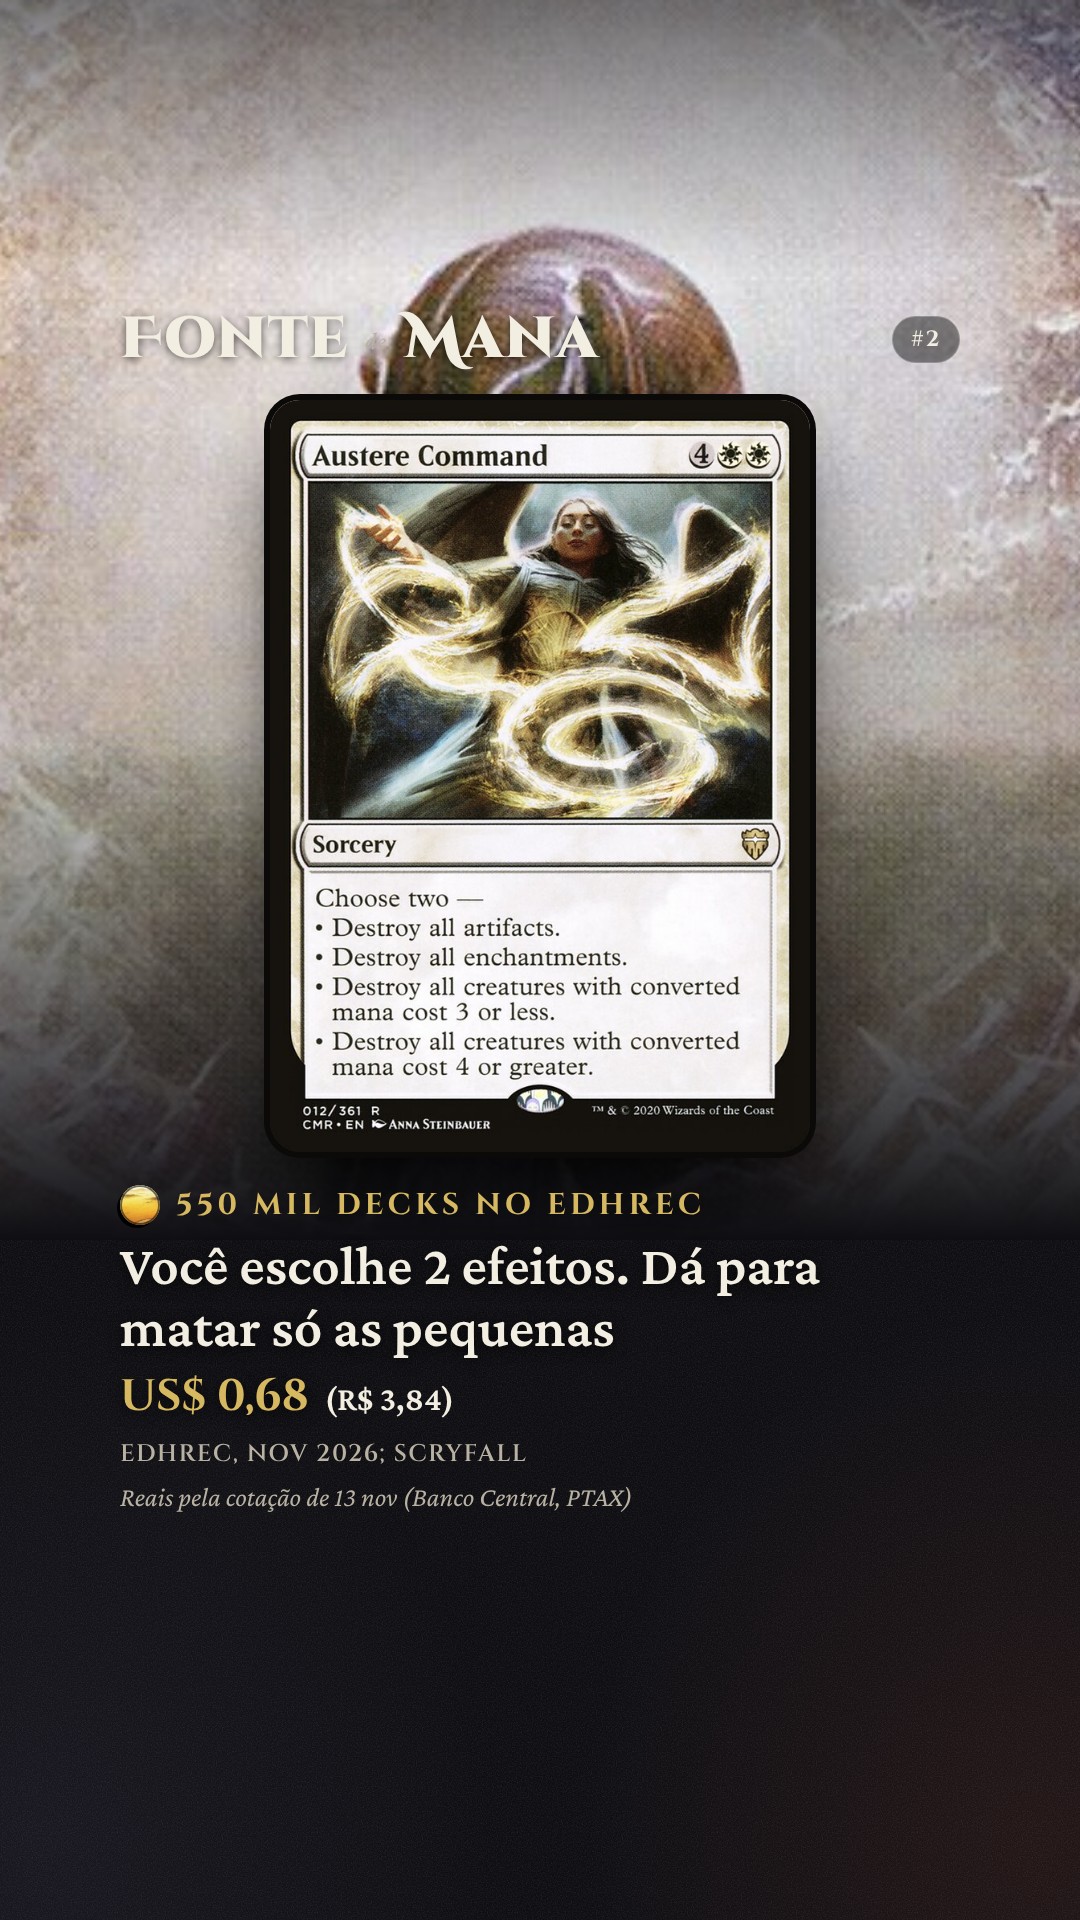 FONTE MANA
#2
Austere Command 4
Sorcery
Choose two —
• Destroy all artifacts.
• Destroy all enchantments.
• Destroy all creatures with converted
mana cost 3 or less.
• Destroy all creatures with converted
mana cost 4 or greater.
012/361 R
™ & © 2020 Wizards of the Coast
CMR • EN ANNA STEINBAUER
550 MIL DECKS NO EDHREC
Você escolhe 2 efeitos. Dá para
matar só as pequenas
US$ 0,68 (R$ 3,84)
EDHREC, NOV 2026; SCRYFALL
Reais pela cotação de 13 nov (Banco Central, PTAX)